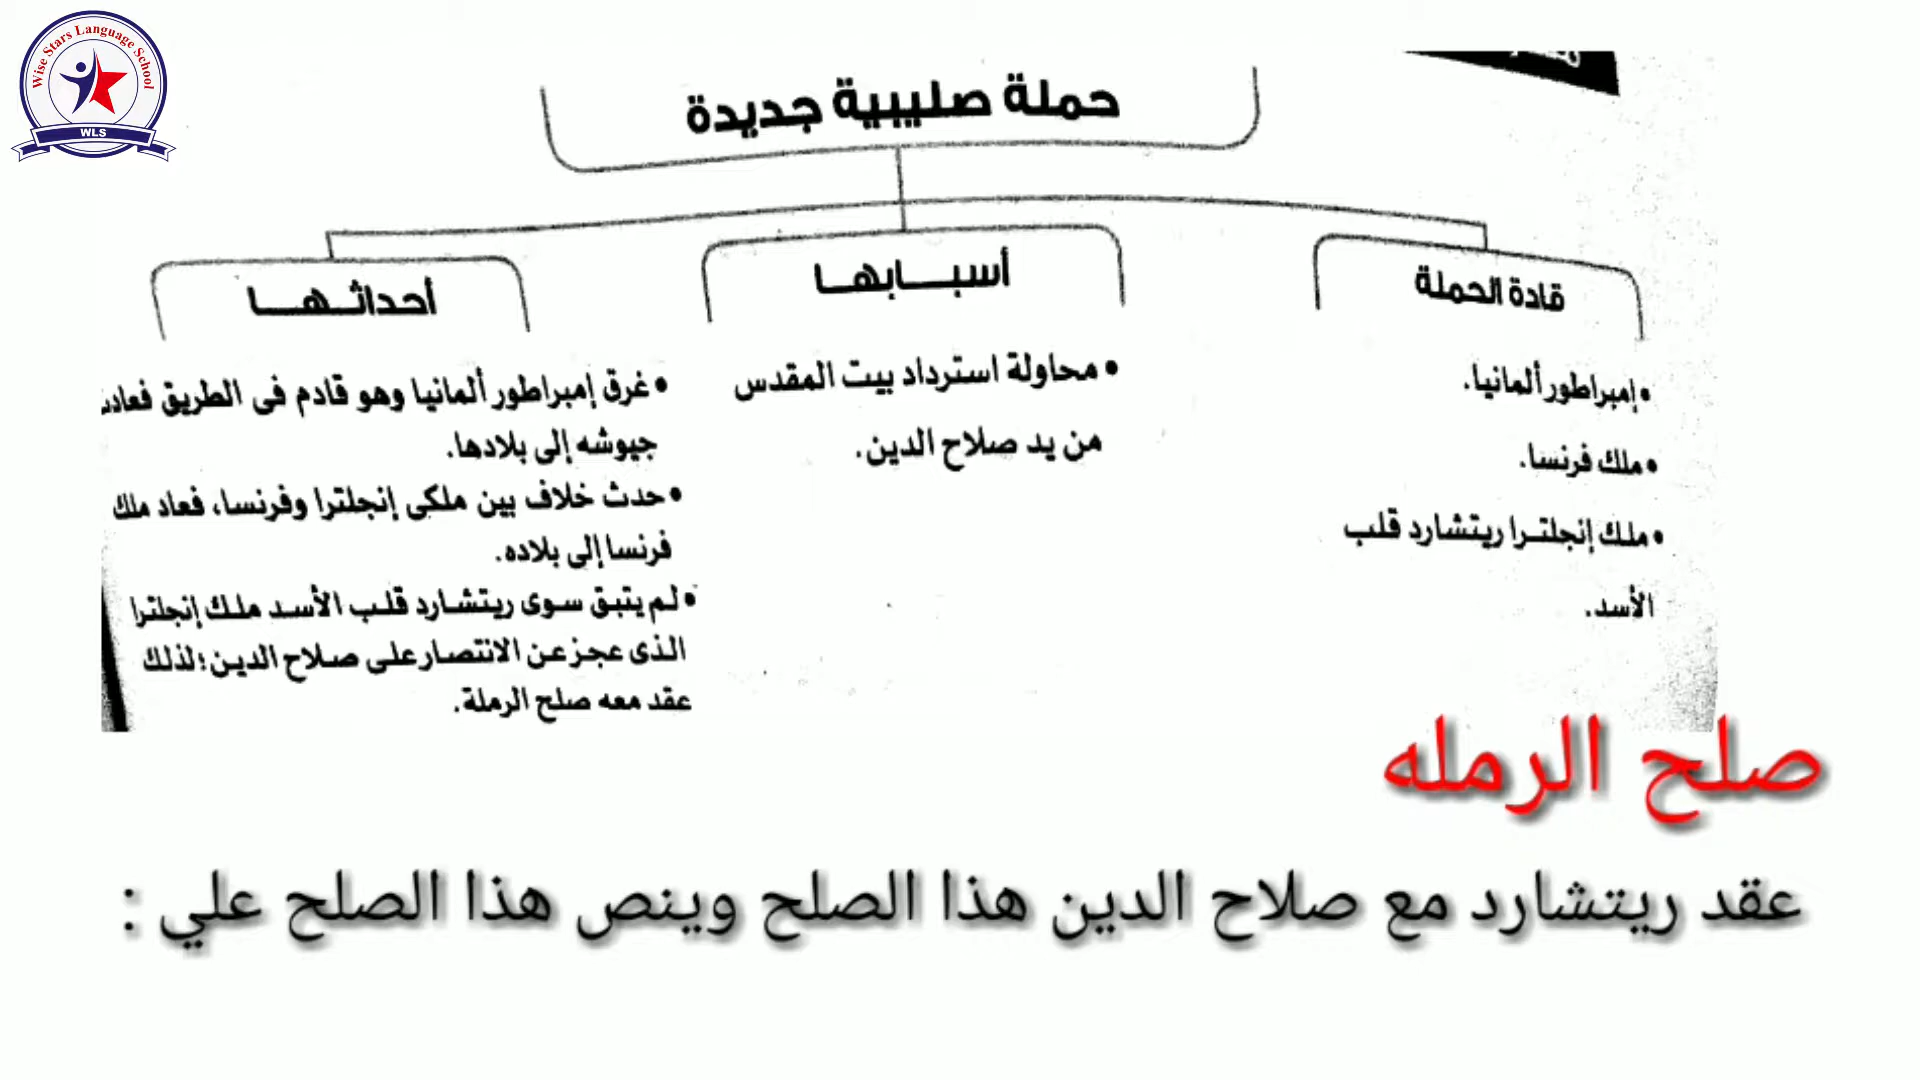 Wise Stars Language School
WLS
حملة صليبية جديدة
قادة الحملة
• إمبراطور ألمانيا.
• ملك فرنسا.
• ملك إنجلترا ريتشارد قلب
الأسد.
أسبابها
• محاولة استرداد بيت المقدس
من يد صلاح الدين.
أحداثها
• غرق إمبراطور ألمانيا وهو قادم فى الطريق
جيوشه إلى بلادها.
• حدث خلاف بين ملكى إنجلترا وفرنسا، فعاد ملك
فرنسا إلى بلاده.
• لم يتبق سوى ريتشارد قلب الأسد ملك إنجلترا
الذى عجز عن الانتصار على صلاح الدين؛ لذلك
عقد معه صلح الرملة.
صلح الرمله
عقد ريتشارد مع صلاح الدين هذا الصلح وينص هذا الصلح علي :